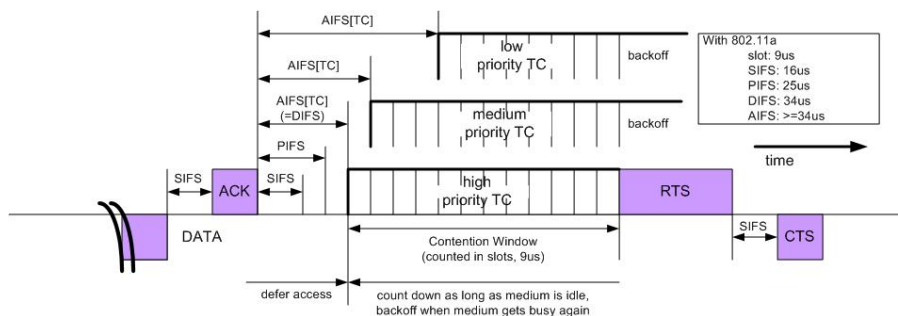 AIFS[TC]
low
priority TC
backoff
With 802.11a
slot: 9us
SIFS: 16us
PIFS: 25us
DIFS: 34us
AIFS: >=34us
AIFS[TC]
AIFS[TC]
(=DIFS)
medium
priority TC
backoff
time
PIFS
SIFS
ACK
SIFS
high
priority TC
RTS
DATA
SIFS
CTS
Contention Window
(counted in slots, 9us)
defer access
count down as long as medium is idle,
backoff when medium gets busy again